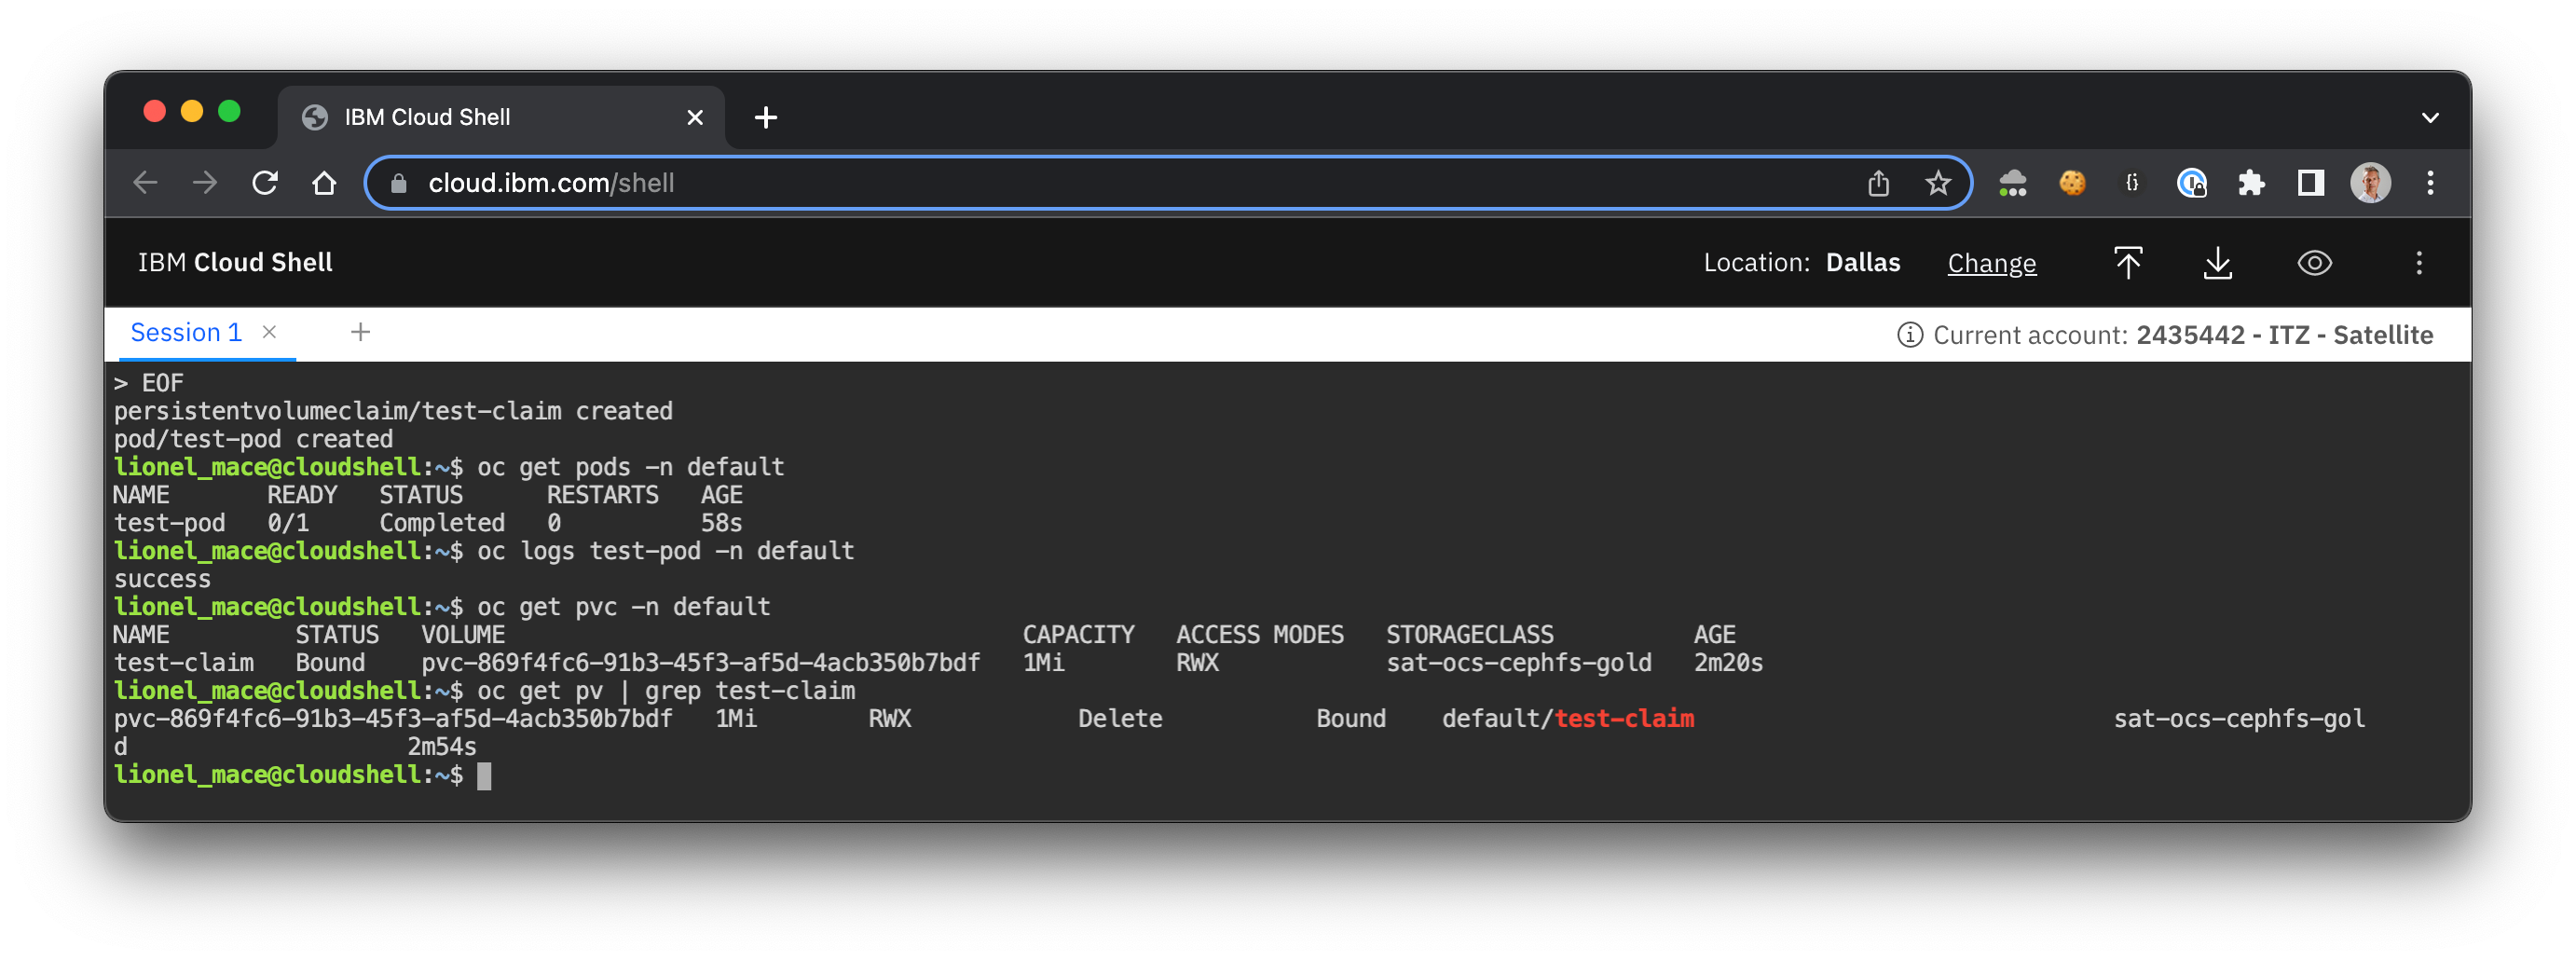 IBM Cloud Shell
cloud.ibm.com/shell
IBM Cloud Shell
Location: Dallas Change
Session 1
Current account: 2435442 - ITZ - Satellite
> EOF
persistentvolumeclaim/test-claim created
pod/test-pod created
lionel_mace@cloudshell:~$ oc get pods -n default
NAME READY STATUS RESTARTS AGE
test-pod 0/1 Completed 0 58s
lionel_mace@cloudshell:~$ oc logs test-pod -n default
success
lionel_mace@cloudshell:~$ oc get pvc -n default
NAME STATUS VOLUME CAPACITY ACCESS MODES STORAGECLASS AGE
test-claim Bound pvc-869f4fc6-91b3-45f3-af5d-4acb350b7bdf 1Mi RWX sat-ocs-cephfs-gold 2m20s
lionel_mace@cloudshell:~$ oc get pv | grep test-claim
pvc-869f4fc6-91b3-45f3-af5d-4acb350b7bdf 1Mi RWX Delete Bound default/test-claim sat-ocs-cephfs-gol
d 2m54s
lionel_mace@cloudshell:~$